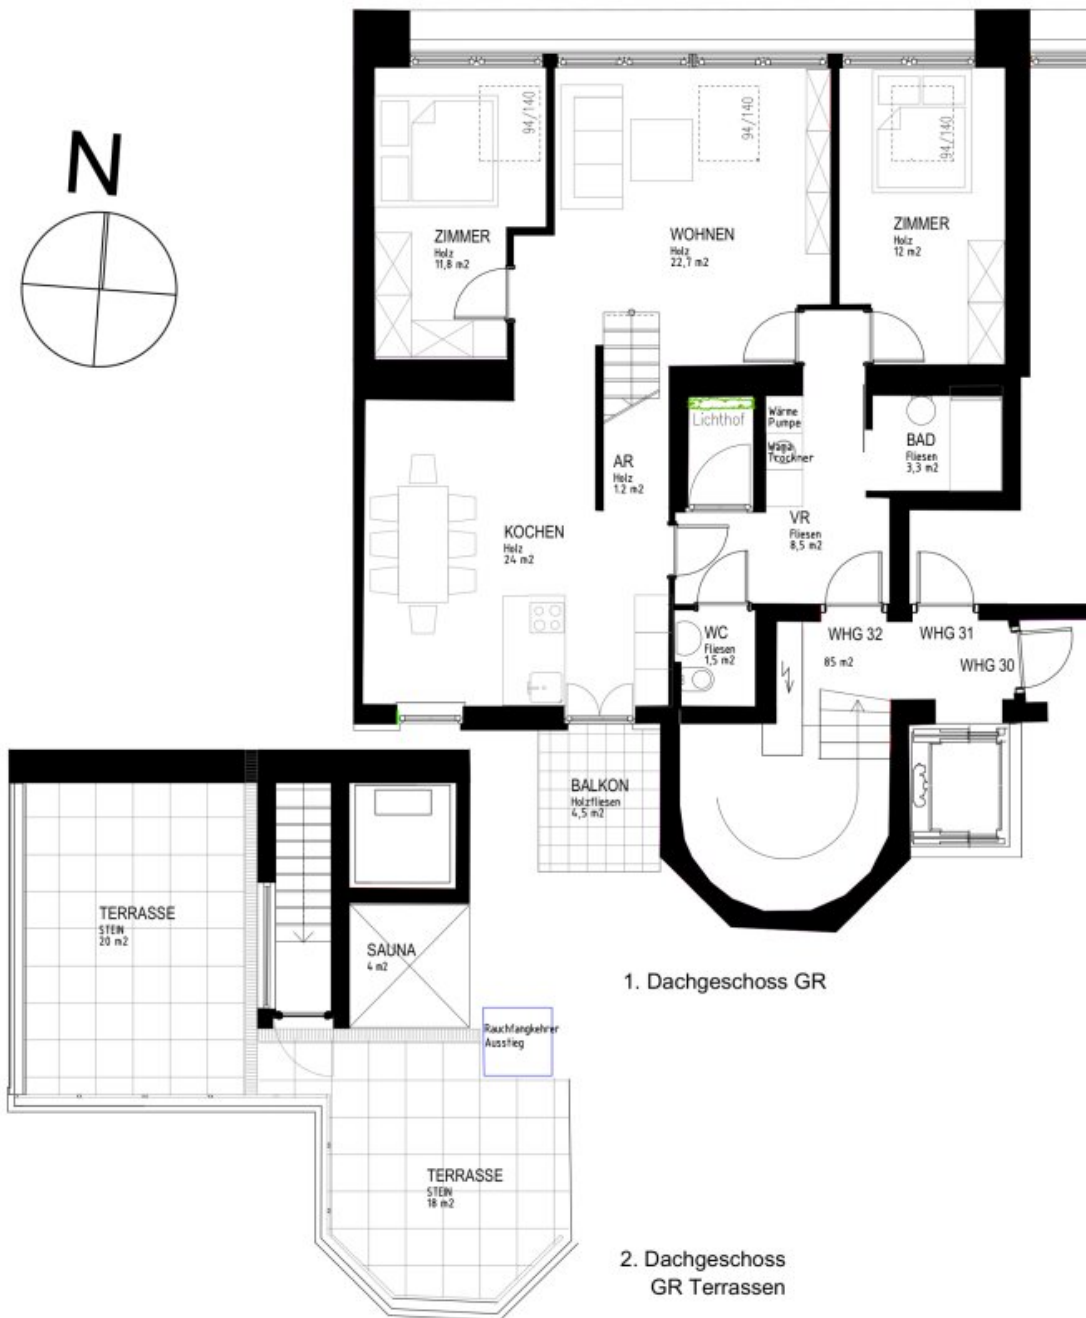 N
94/140
94/140
94/140
ZIMMER
Holz
11,8 m2
WOHNEN
Holz
22,7 m2
ZIMMER
Holz
12 m2
Lichthof
Wärme
Pumpe
Trockner
BAD
Fliesen
3,3 m2
AR
Holz
1.2 m2
VR
Fliesen
8,5 m2
KOCHEN
Holz
24 m2
WC
Fliesen
1,5 m2
WHG 32
85 m2
WHG 31
WHG 30
BALKON
Holzfliesen
4,5 m2
TERRASSE
STEIN
20 m2
SAUNA
4 m2
1. Dachgeschoss GR
Rauchfangkehrer
Ausstieg
TERRASSE
STEIN
18 m2
2. Dachgeschoss
GR Terrassen